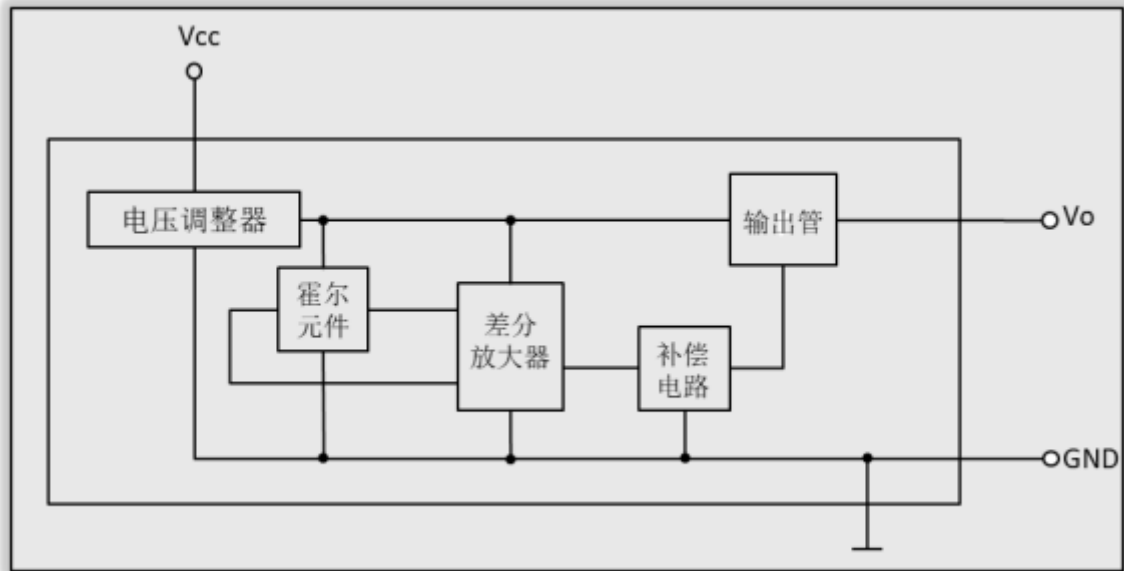 Vcc
电压调整器
输出管
Vo
霍尔
元件
差分
放大器
补偿
电路
GND